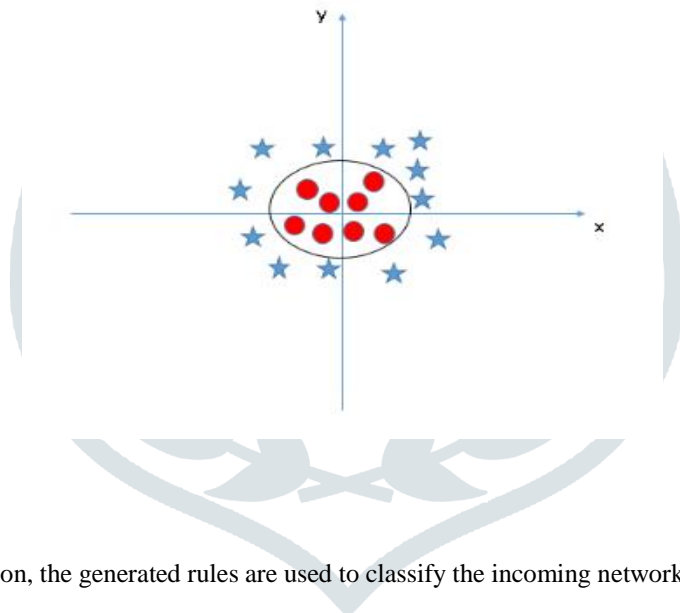 y
x
on, the generated rules are used to classify the incoming network